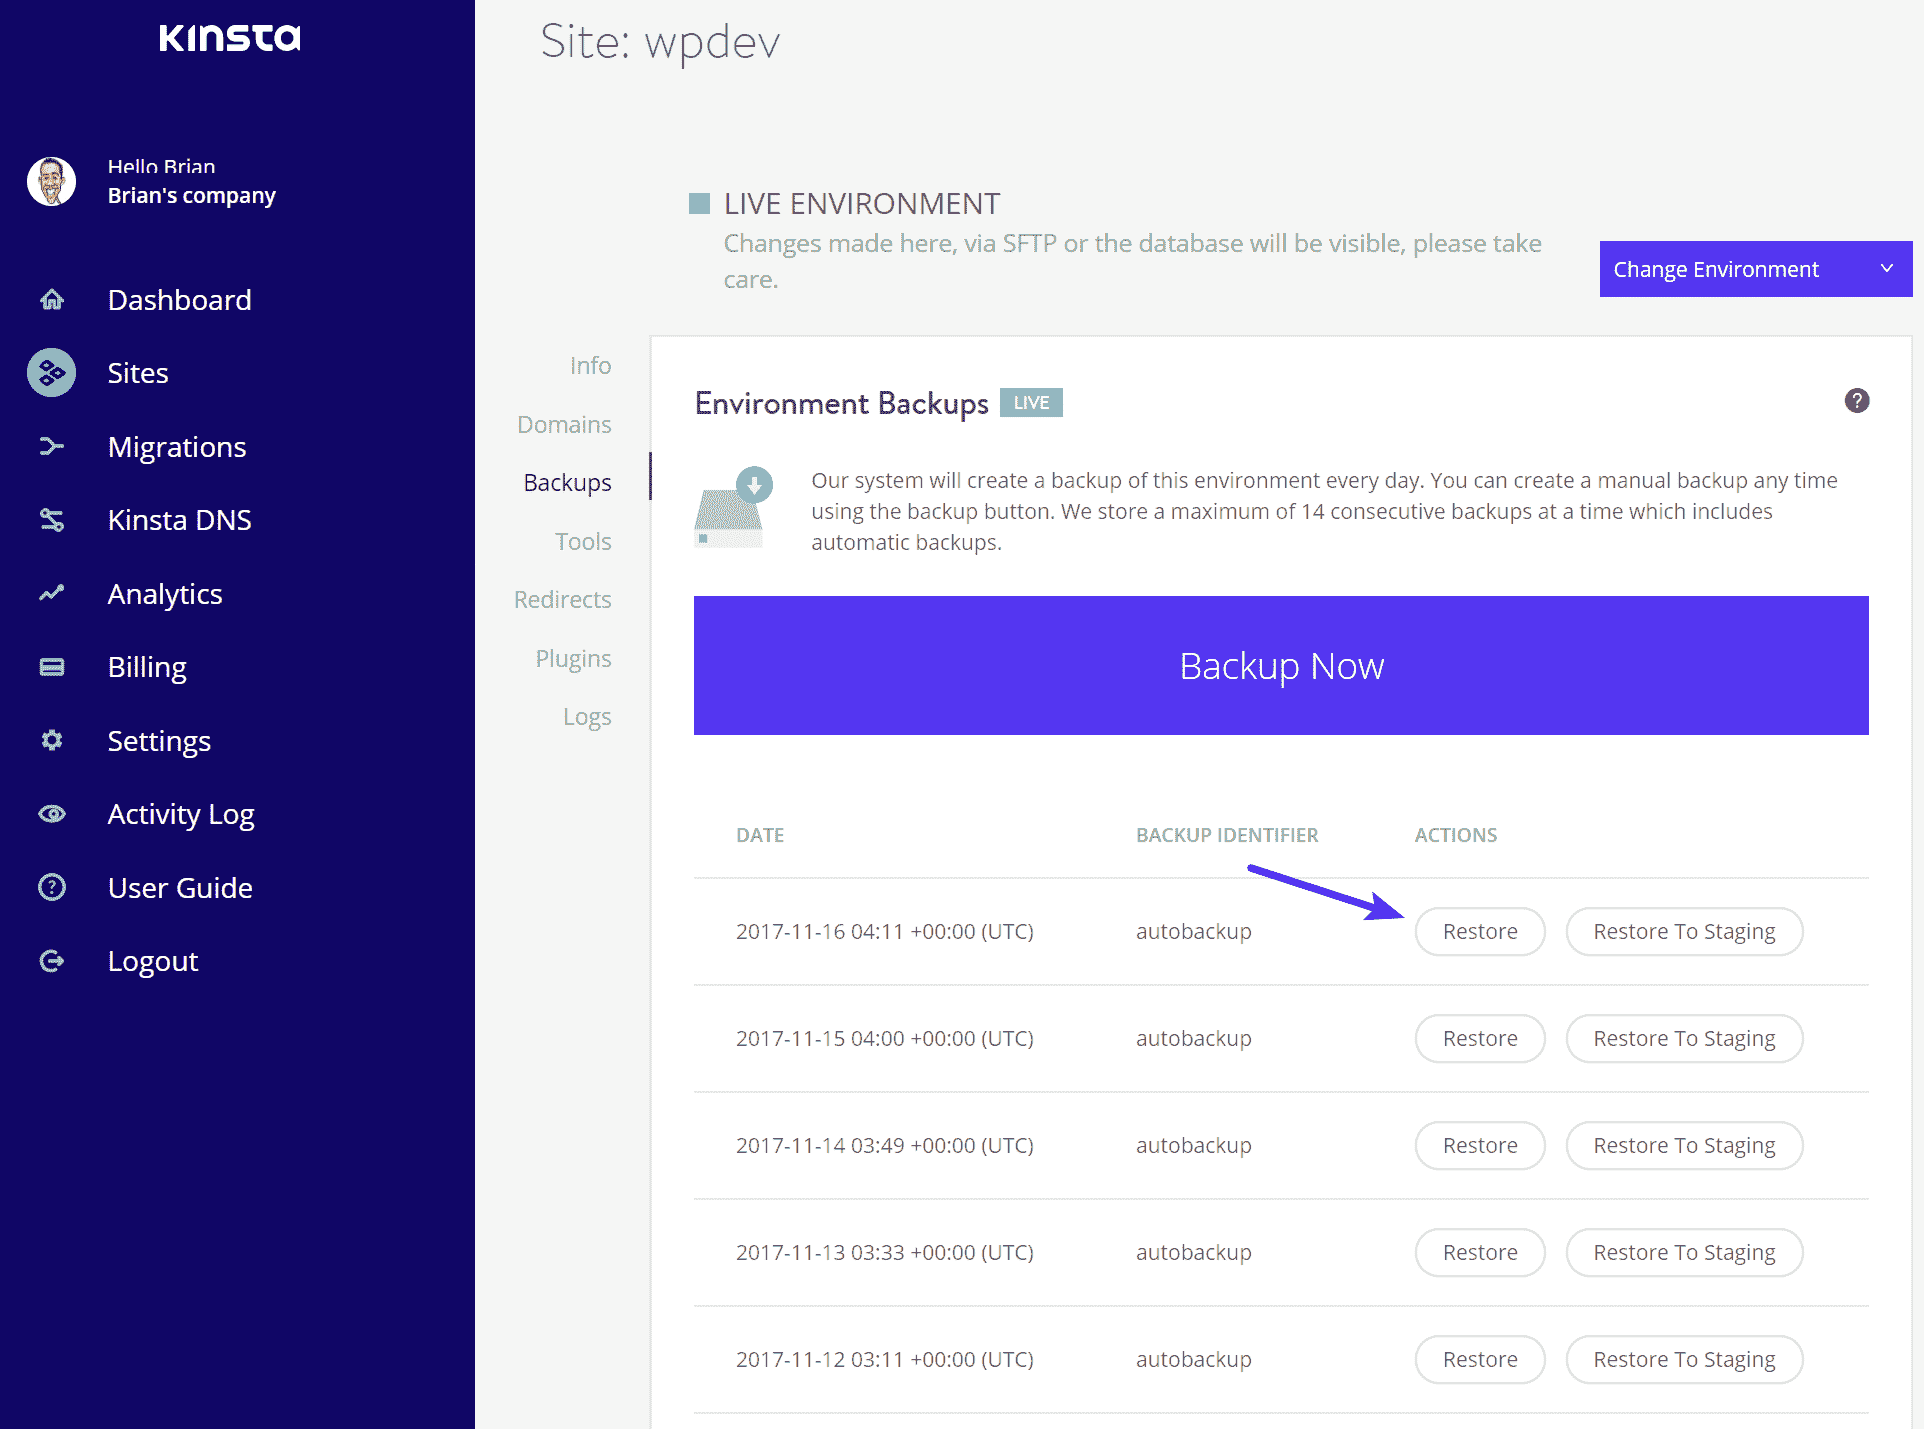 Kinsta
Site: wpdev
Hello Brian
Brian's company
LIVE ENVIRONMENT
Changes made here, via SFTP or the database will be visible, please take
care.
Change Environment
Dashboard
Sites
Migrations
Kinsta DNS
Analytics
Billing
Settings
Activity Log
User Guide
Logout
Info
Domains
Backups
Tools
Redirects
Plugins
Logs
Environment Backups LIVE ?
Our system will create a backup of this environment every day. You can create a manual backup any time
using the backup button. We store a maximum of 14 consecutive backups at a time which includes
automatic backups.
Backup Now
DATE BACKUP IDENTIFIER ACTIONS
2017-11-16 04:11 +00:00 (UTC) autobackup Restore Restore To Staging
2017-11-15 04:00 +00:00 (UTC) autobackup Restore Restore To Staging
2017-11-14 03:49 +00:00 (UTC) autobackup Restore Restore To Staging
2017-11-13 03:33 +00:00 (UTC) autobackup Restore Restore To Staging
2017-11-12 03:11 +00:00 (UTC) autobackup Restore Restore To Staging